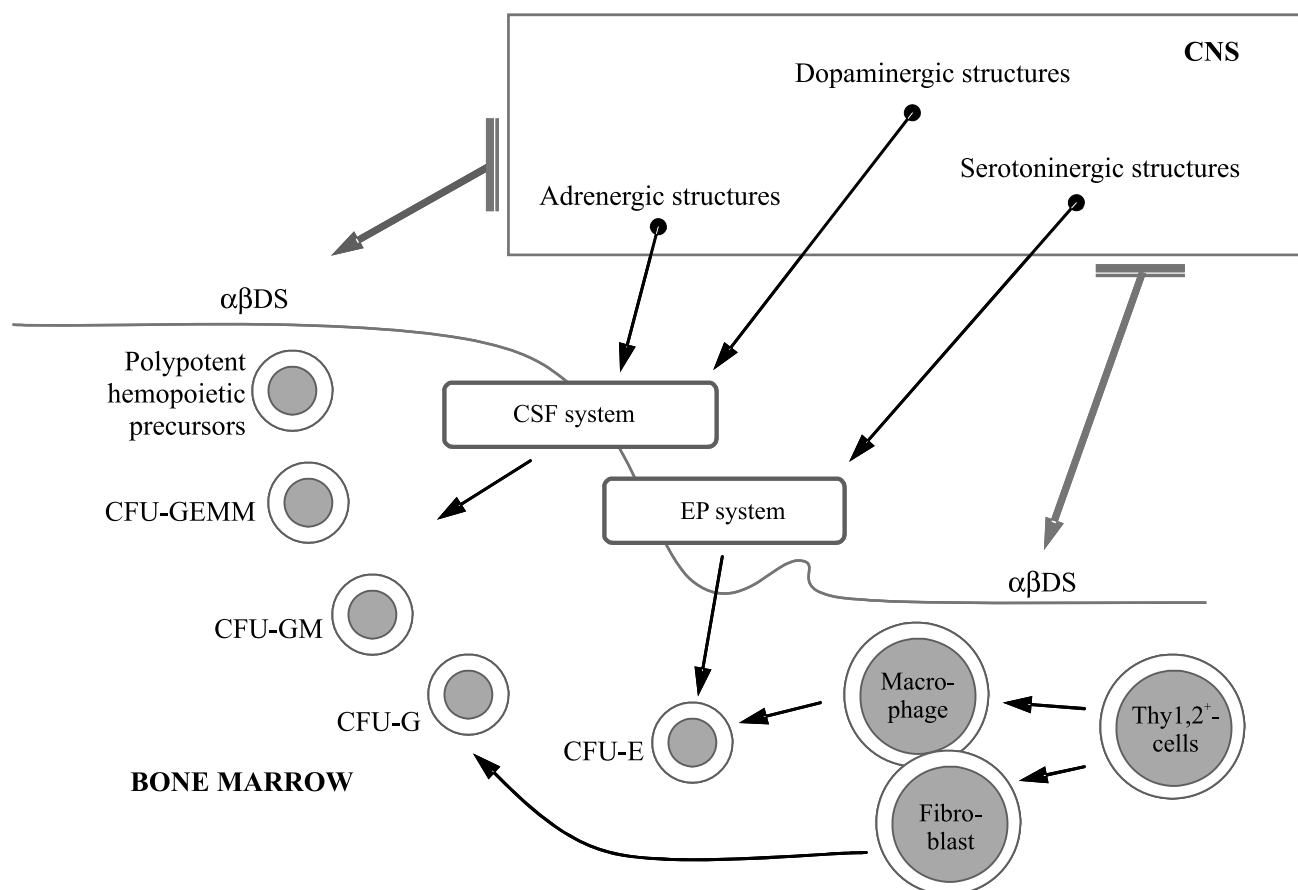 CNS
Dopaminergic structures
Serotoninergic structures
Adrenergic structures
αβDS
Polypotent
hemopoietic
precursors
CSF system
CFU-GEMM
EP system
αβDS
CFU-GM
Macro-
phage
Thy1,2⁺-
cells
CFU-G
CFU-E
BONE MARROW
Fibro-
blast